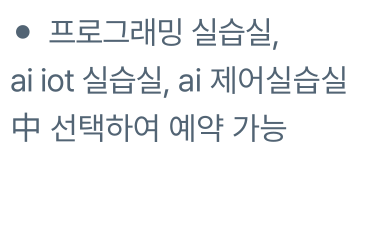 • 프로그래밍 실습실,
ai iot 실습실, ai 제어실습실
中 선택하여 예약 가능